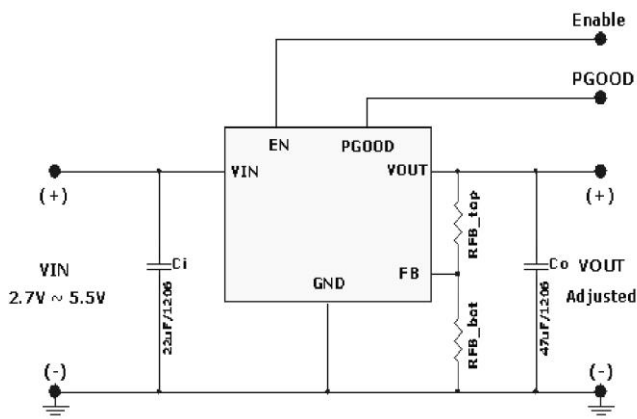 Enable
PGOOD
EN
PGOOD
VIN
VOUT
(+)
(+)
RFB_top
Ci
22uF/1206
VIN
2.7V ~ 5.5V
FB
GND
Co
47uF/1206
VOUT
Adjusted
RFB_bot
(-)
(-)